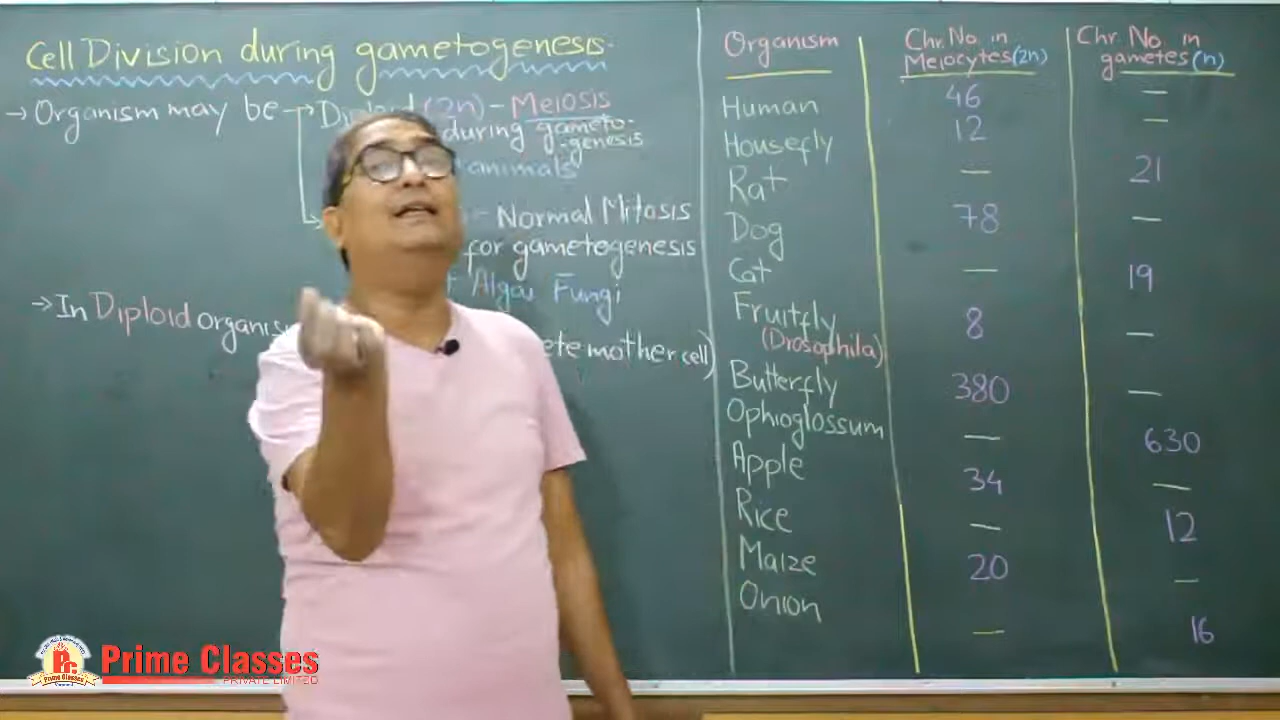 Cell Division during gametogenesis.
→ Organism may be → Diploid (2n) - Meiosis
during gameto-
-genesis
animals
- Normal Mitosis
for gametogenesis
Algae Fungi
→ In Diploid organism
ete mother cell)
Organism Chr. No. in Meiocytes (2n) Chr. No. in gametes (n)
Human 46 —
Housefly 12 —
Rat — 21
Dog 78 —
Cat — 19
Fruitfly (Drosophila) 8 —
Butterfly 380 —
Ophioglossum — 630
Apple 34 —
Rice — 12
Maize 20 —
Onion — 16
Prime Classes
PRIVATE LIMITED